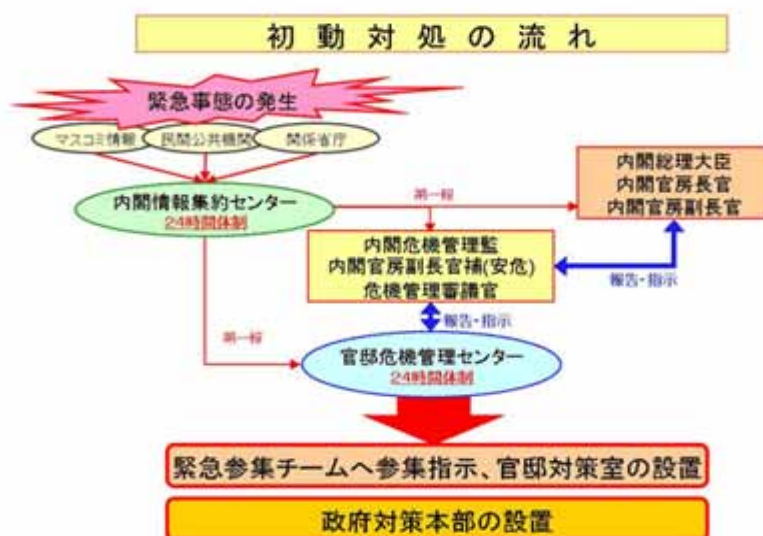 初動対処の流れ
緊急事態の発生
マスコミ情報
民間公共機関
関係省庁
内閣情報集約センター
24時間体制
第一報
内閣総理大臣
内閣官房長官
内閣官房副長官
内閣危機管理監
内閣官房副長官補(安危)
危機管理審議官
報告・指示
報告・指示
第一報
官邸危機管理センター
24時間体制
緊急参集チームへ参集指示、官邸対策室の設置
政府対策本部の設置